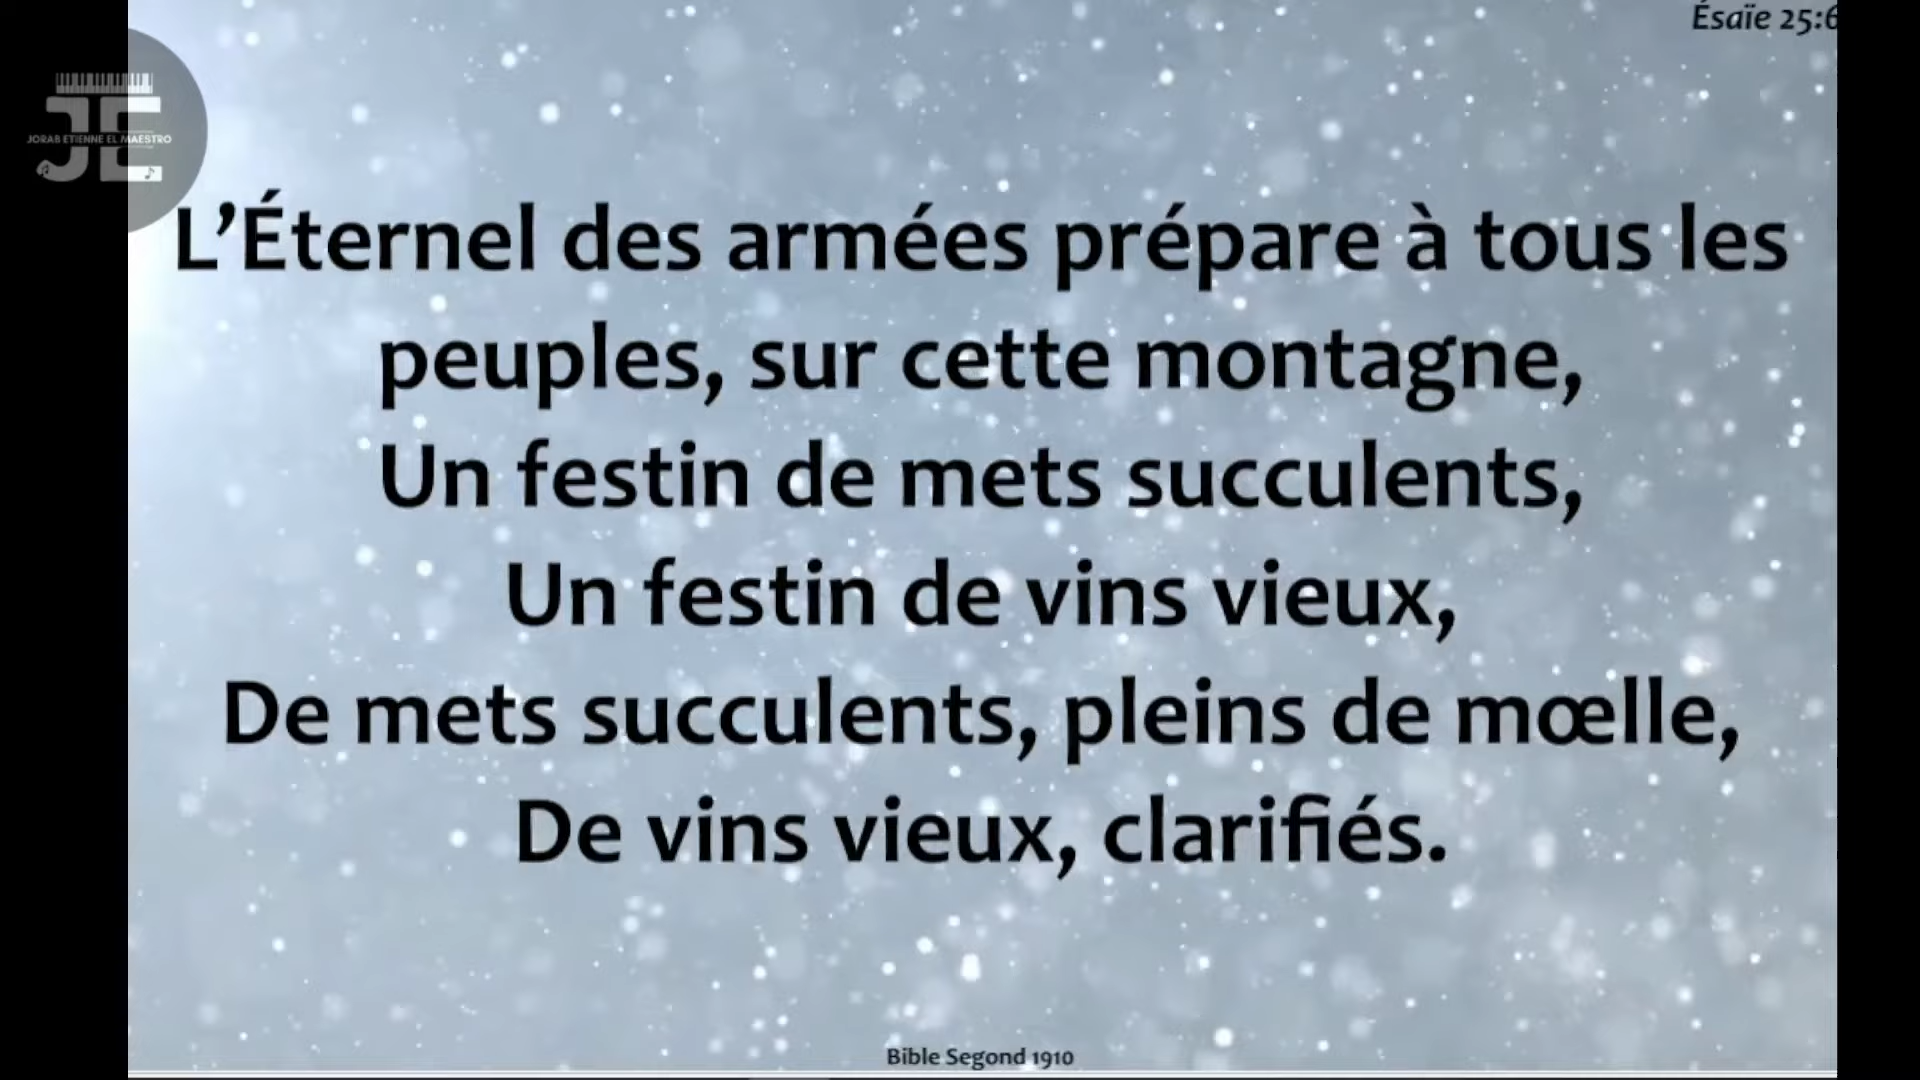 Ésaïe 25:6
JORAB ETIENNE EL MAESTRO
JE
L’Éternel des armées prépare à tous les
peuples, sur cette montagne,
Un festin de mets succulents,
Un festin de vins vieux,
De mets succulents, pleins de mœlle,
De vins vieux, clarifiés.
Bible Segond 1910